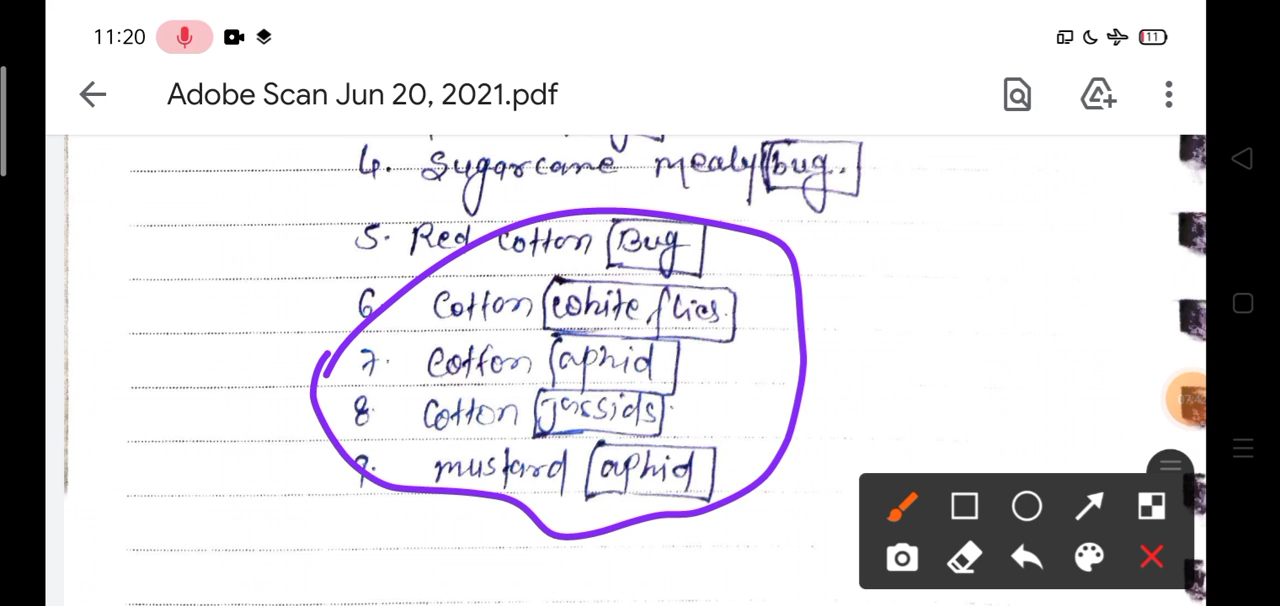 11:20
11
Adobe Scan Jun 20, 2021.pdf
4. Sugarcane mealy bug.
5. Red cotton Bug
6. Cotton white flies.
7. Cotton aphid
8. Cotton Jassids.
9. mustard aphid